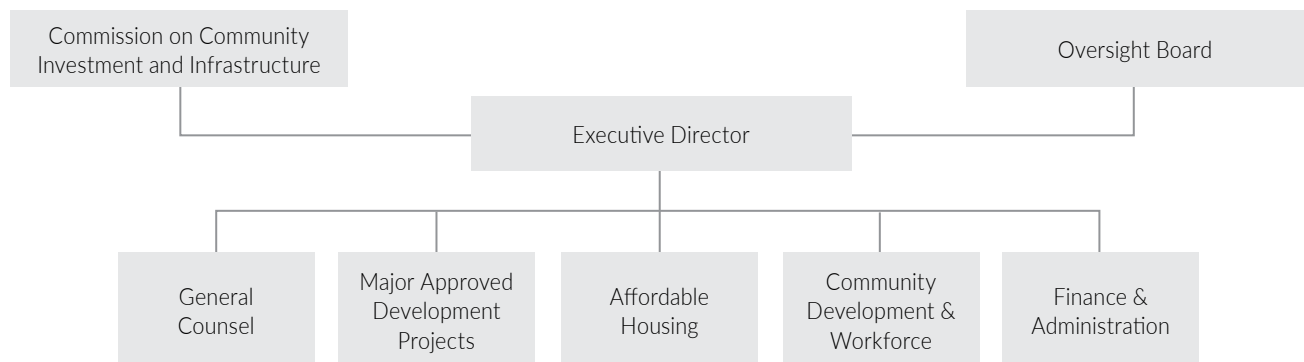 Commission on Community
Investment and Infrastructure
Oversight Board
Executive Director
General
Counsel
Major Approved
Development
Projects
Affordable
Housing
Community
Development &
Workforce
Finance &
Administration